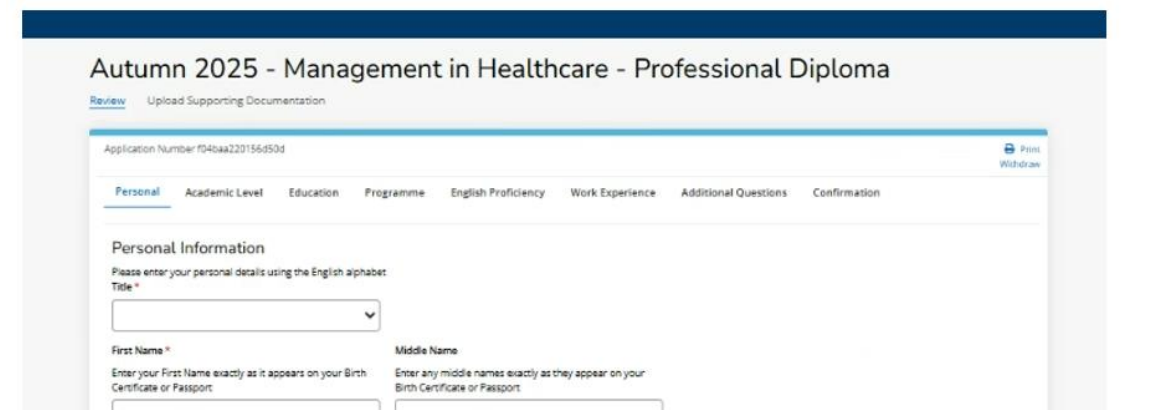 Autumn 2025 - Management in Healthcare - Professional Diploma
Review Upload Supporting Documentation
Application Number f04baa220156d50d
Print
Withdraw
Personal Academic Level Education Programme English Proficiency Work Experience Additional Questions Confirmation
Personal Information
Please enter your personal details using the English alphabet
Title *
First Name * Middle Name
Enter your First Name exactly as it appears on your Birth Enter any middle names exactly as they appear on your
Certificate or Passport Birth Certificate or Passport